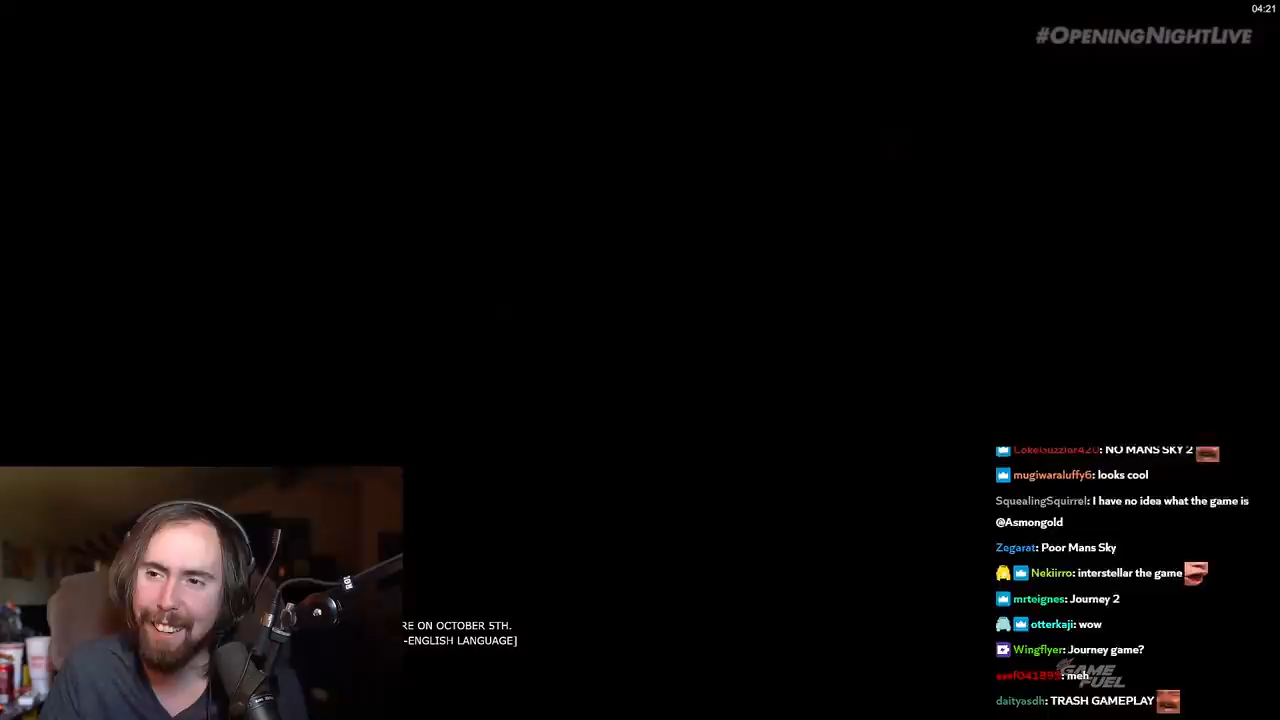 04:21
#OPENINGNIGHTLIVE
CokeGuzzlar420: NO MANS SKY 2
mugiwaraluffy6: looks cool
SquealingSquirrel: I have no idea what the game is
@Asmongold
Zegarat: Poor Mans Sky
Nekiirro: interstellar the game
mrteignes: Journey 2
otterkaji: wow
RE ON OCTOBER 5TH.
-ENGLISH LANGUAGE]
Wingflyer: Journey game?
: meh
GAME
FUEL
daityasdh: TRASH GAMEPLAY